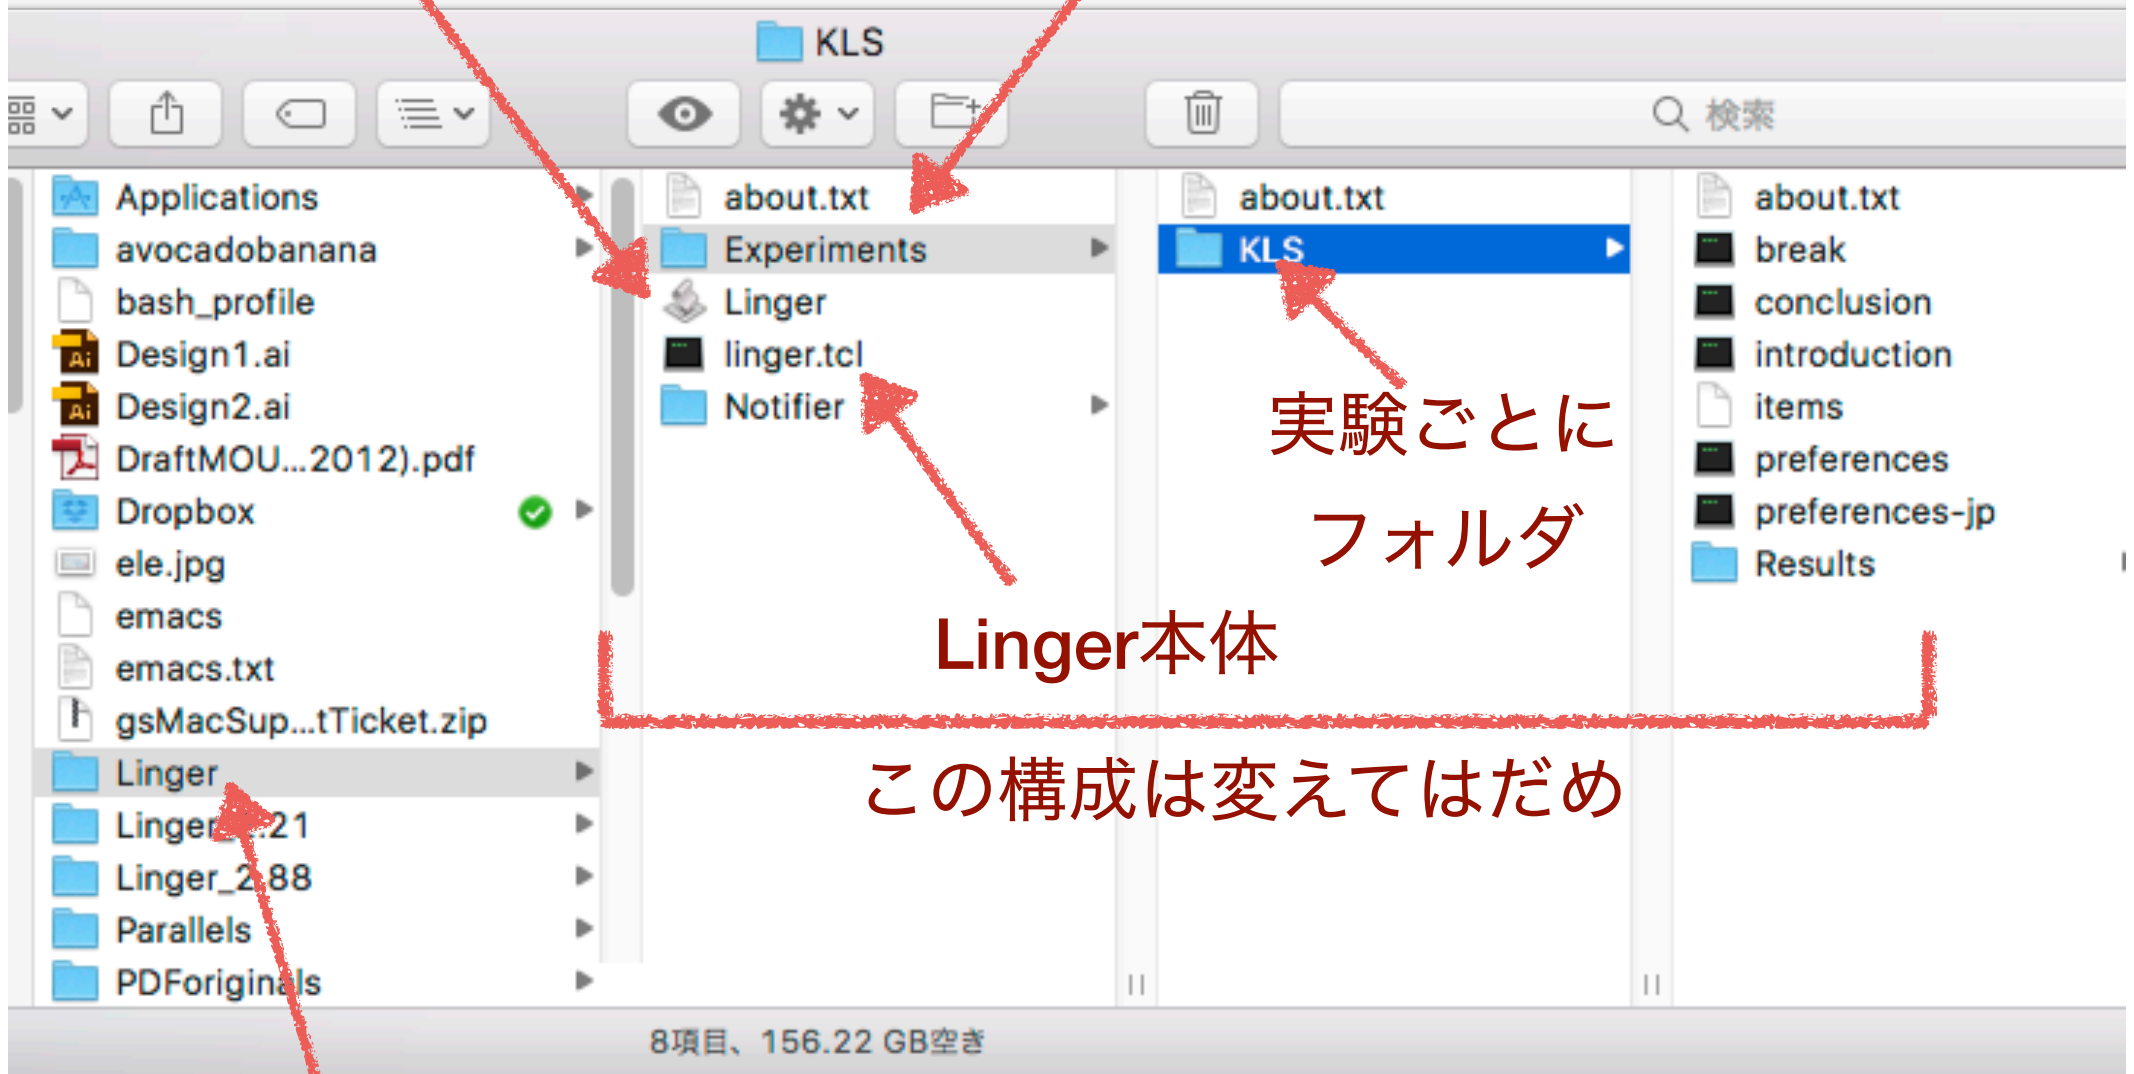 KLS
検索
Applications
avocadobanana
bash_profile
Design1.ai
Design2.ai
DraftMOU...2012).pdf
Dropbox
ele.jpg
emacs
emacs.txt
gsMacSup...tTicket.zip
Linger
Linger_2.21
Linger_2.88
Parallels
PDForiginals
about.txt
Experiments
Linger
linger.tcl
Notifier
about.txt
KLS
about.txt
break
conclusion
introduction
items
preferences
preferences-jp
Results
実験ごとに
フォルダ
Linger本体
この構成は変えてはだめ
8項目、156.22 GB空き